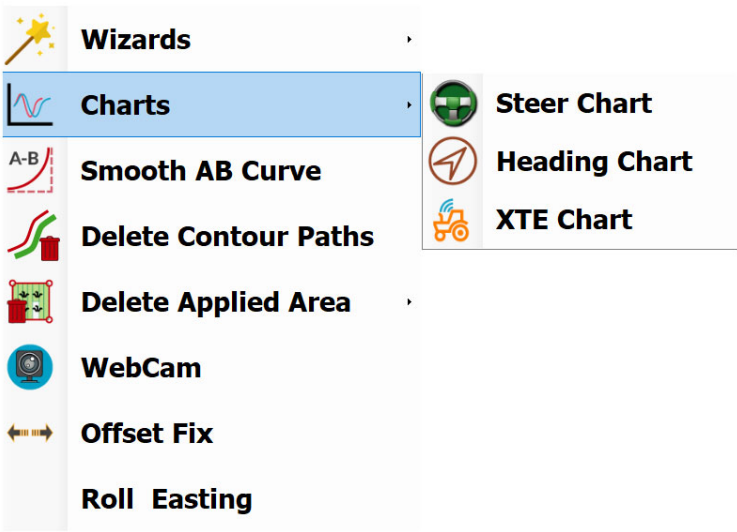 Wizards
Charts
Steer Chart
A-B
Smooth AB Curve
Heading Chart
XTE Chart
Delete Contour Paths
Delete Applied Area
WebCam
Offset Fix
Roll  Easting